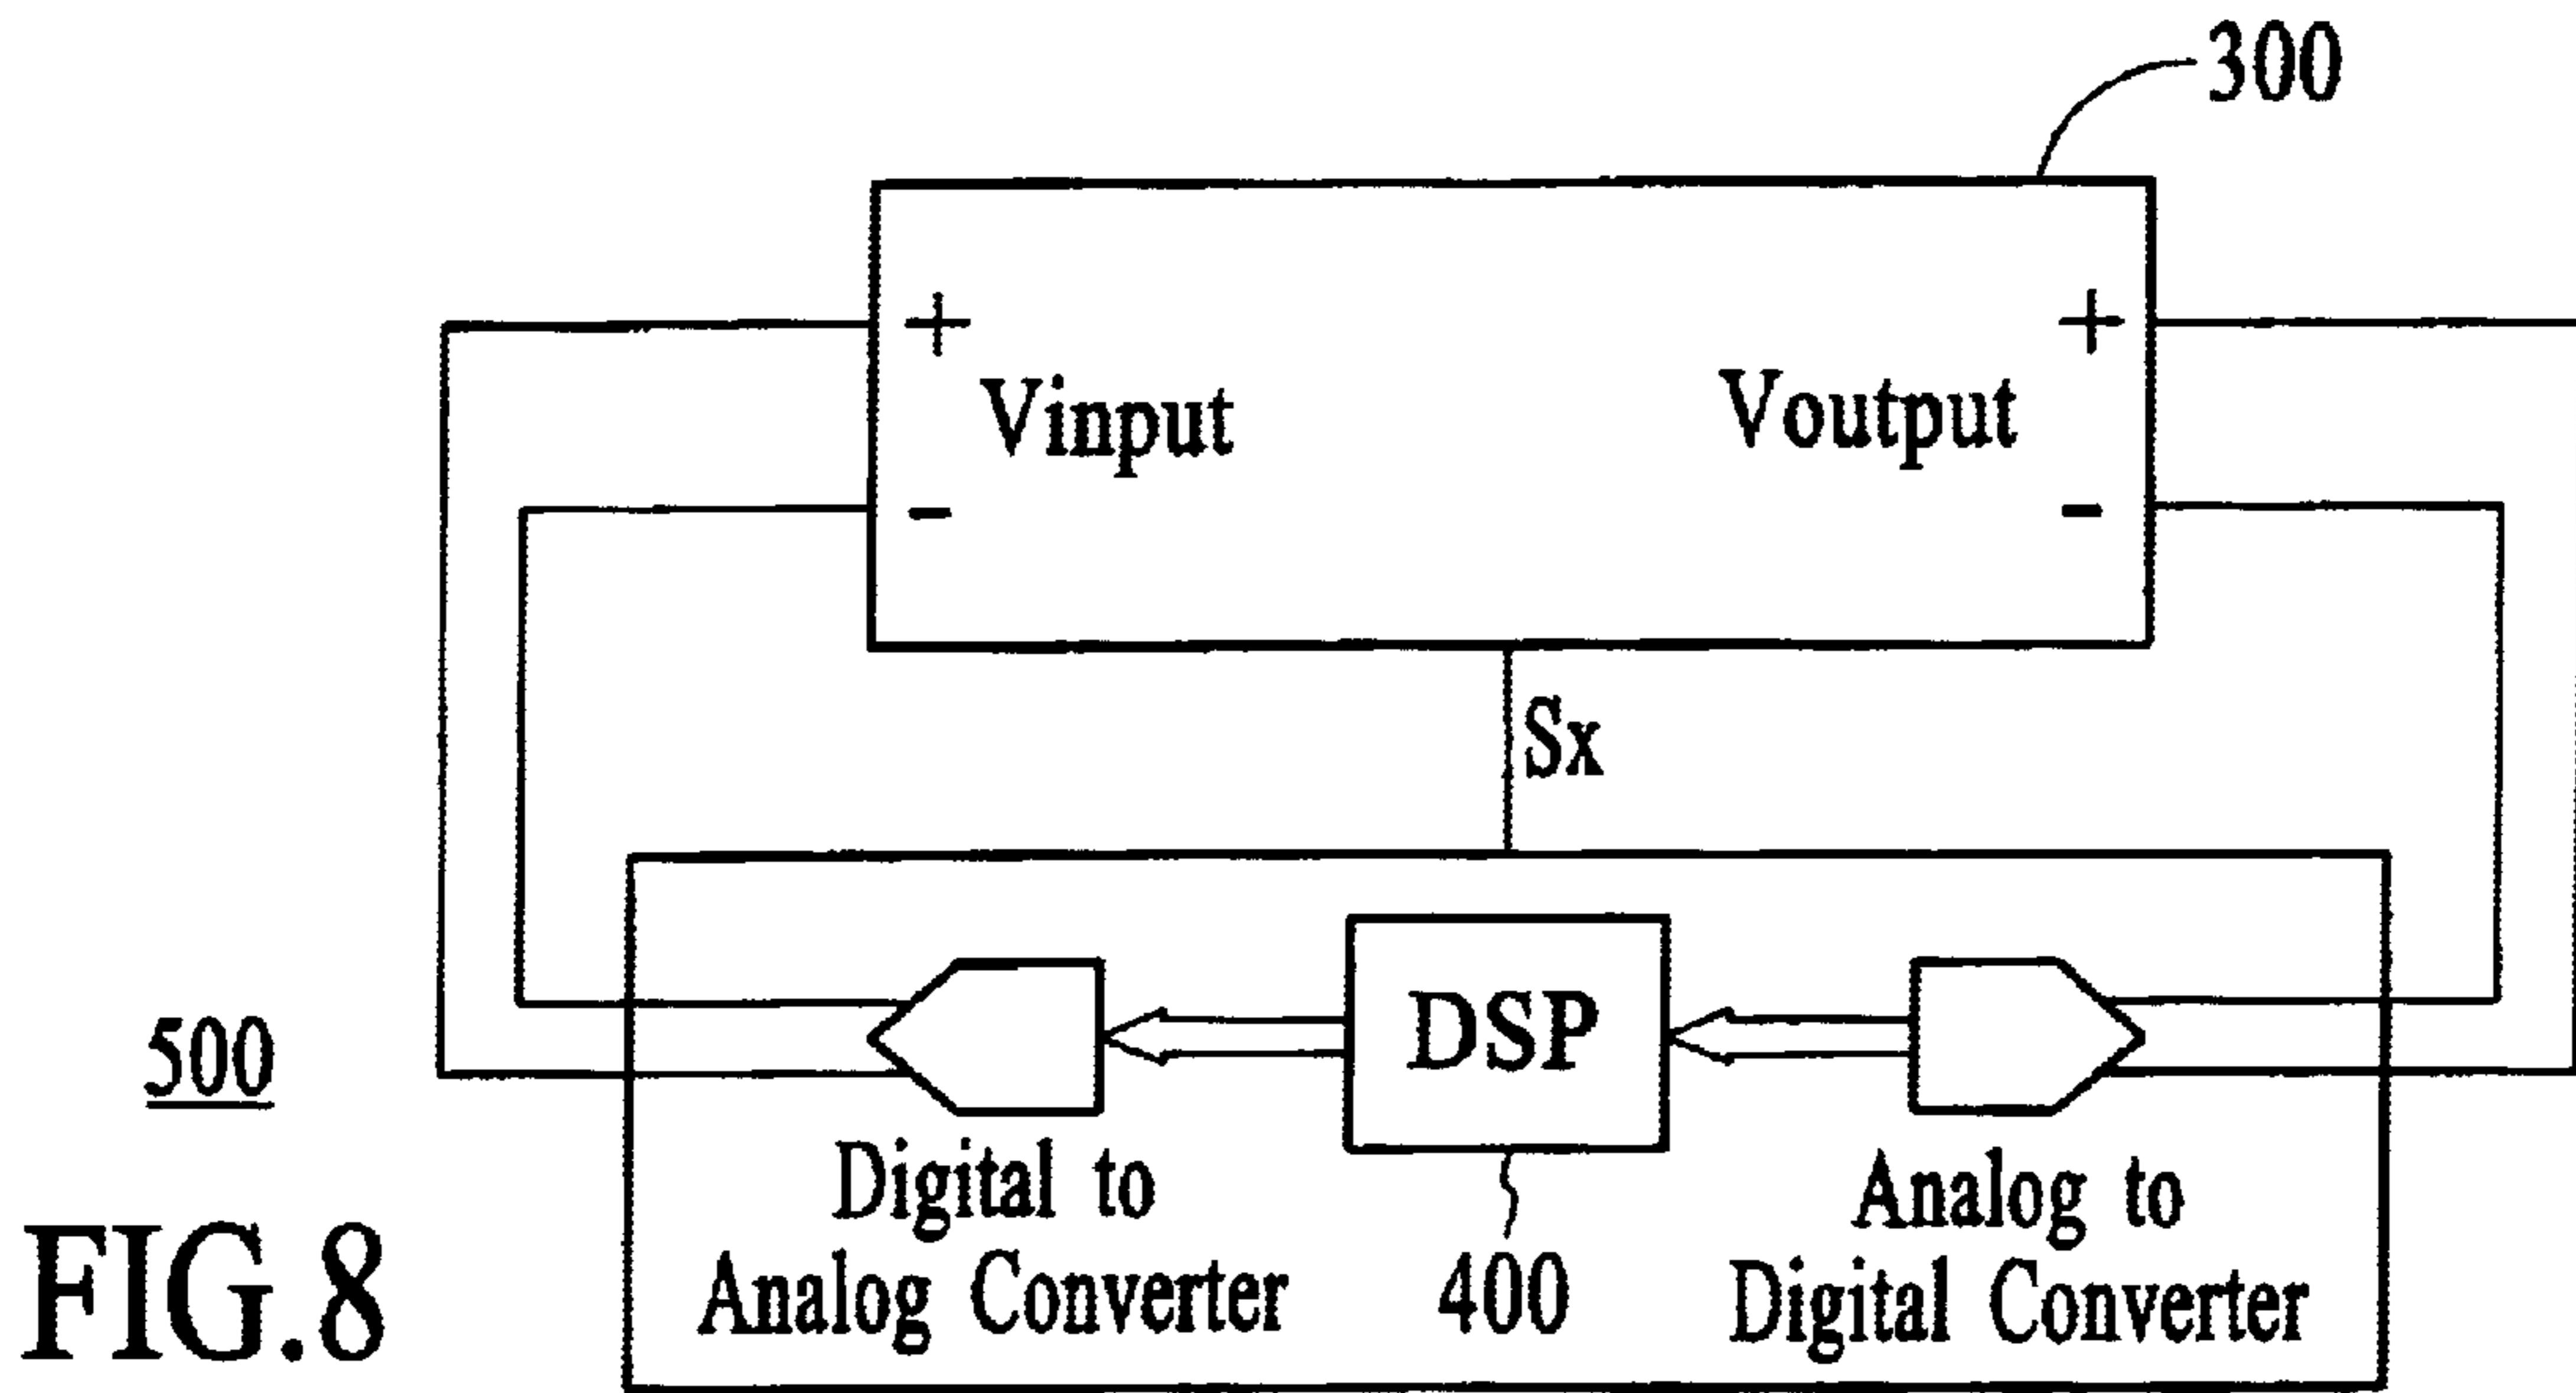 300
+
+
Vinput
Voutput
-
-
Sx
DSP
500
Digital to
Analog Converter
400
Analog to
Digital Converter
FIG.8